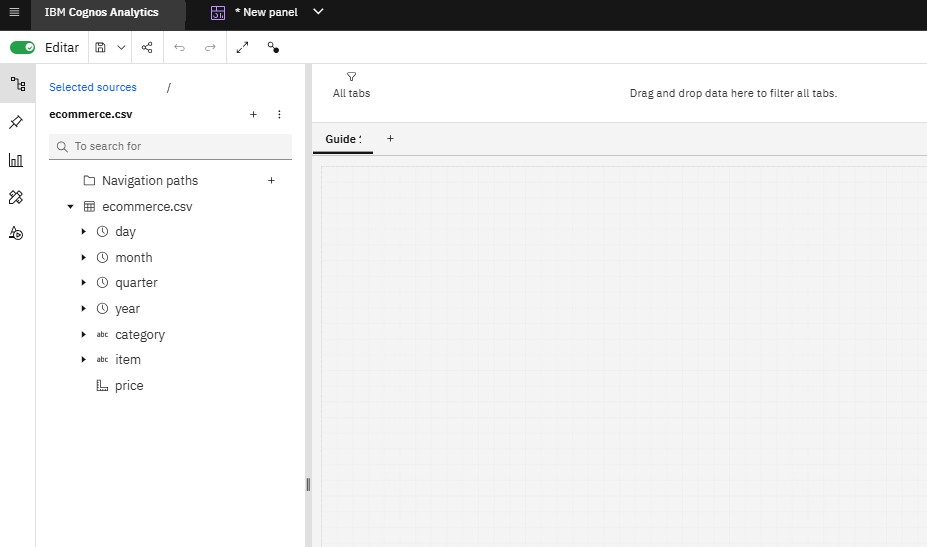 IBM Cognos Analytics
* New panel
Editar
Selected sources /
ecommerce.csv
To search for
Navigation paths
ecommerce.csv
day
month
quarter
year
abc category
abc item
price
All tabs
Drag and drop data here to filter all tabs.
Guide